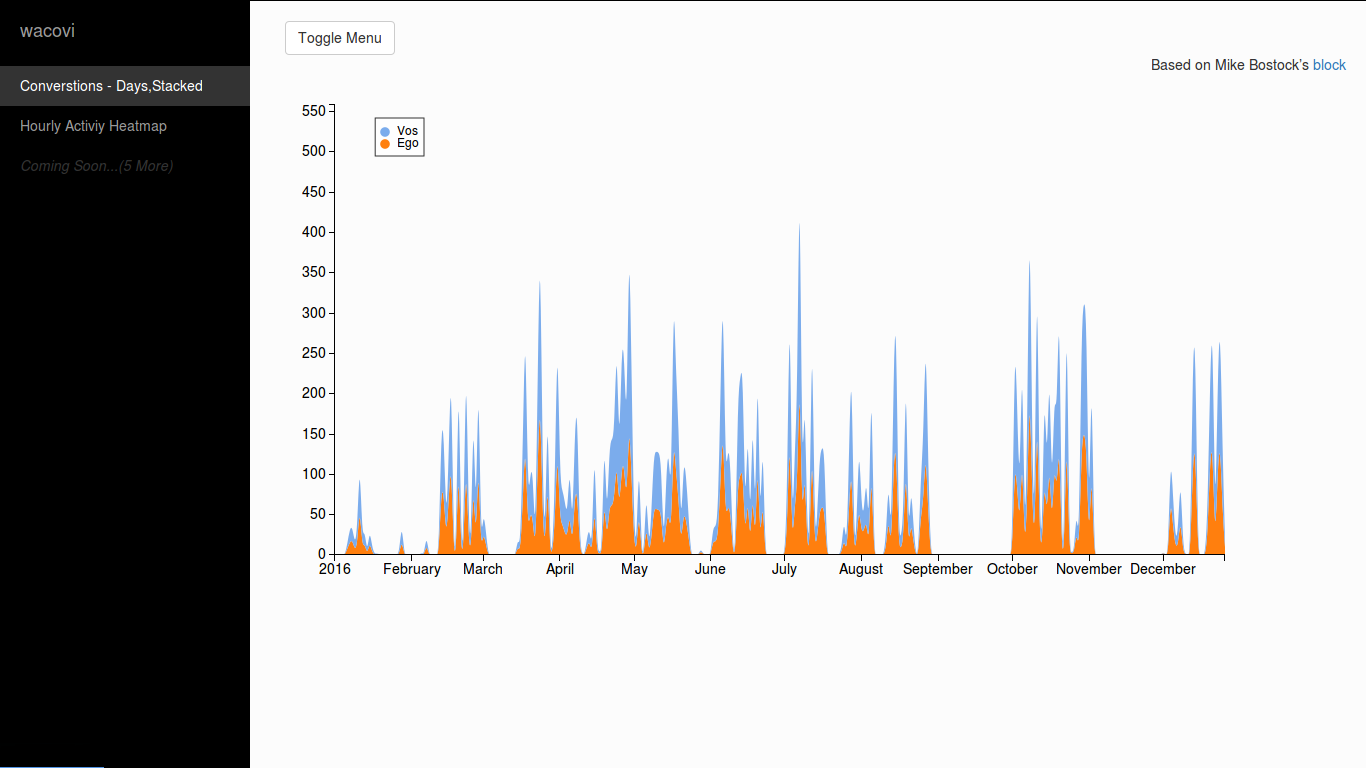 wacovi
Converstions - Days,Stacked
Hourly Activiy Heatmap
Coming Soon...(5 More)
Toggle Menu
Based on Mike Bostock's block
550
500
450
400
350
300
250
200
150
100
50
0
Vos
Ego
2016 February March April May June July August September October November December